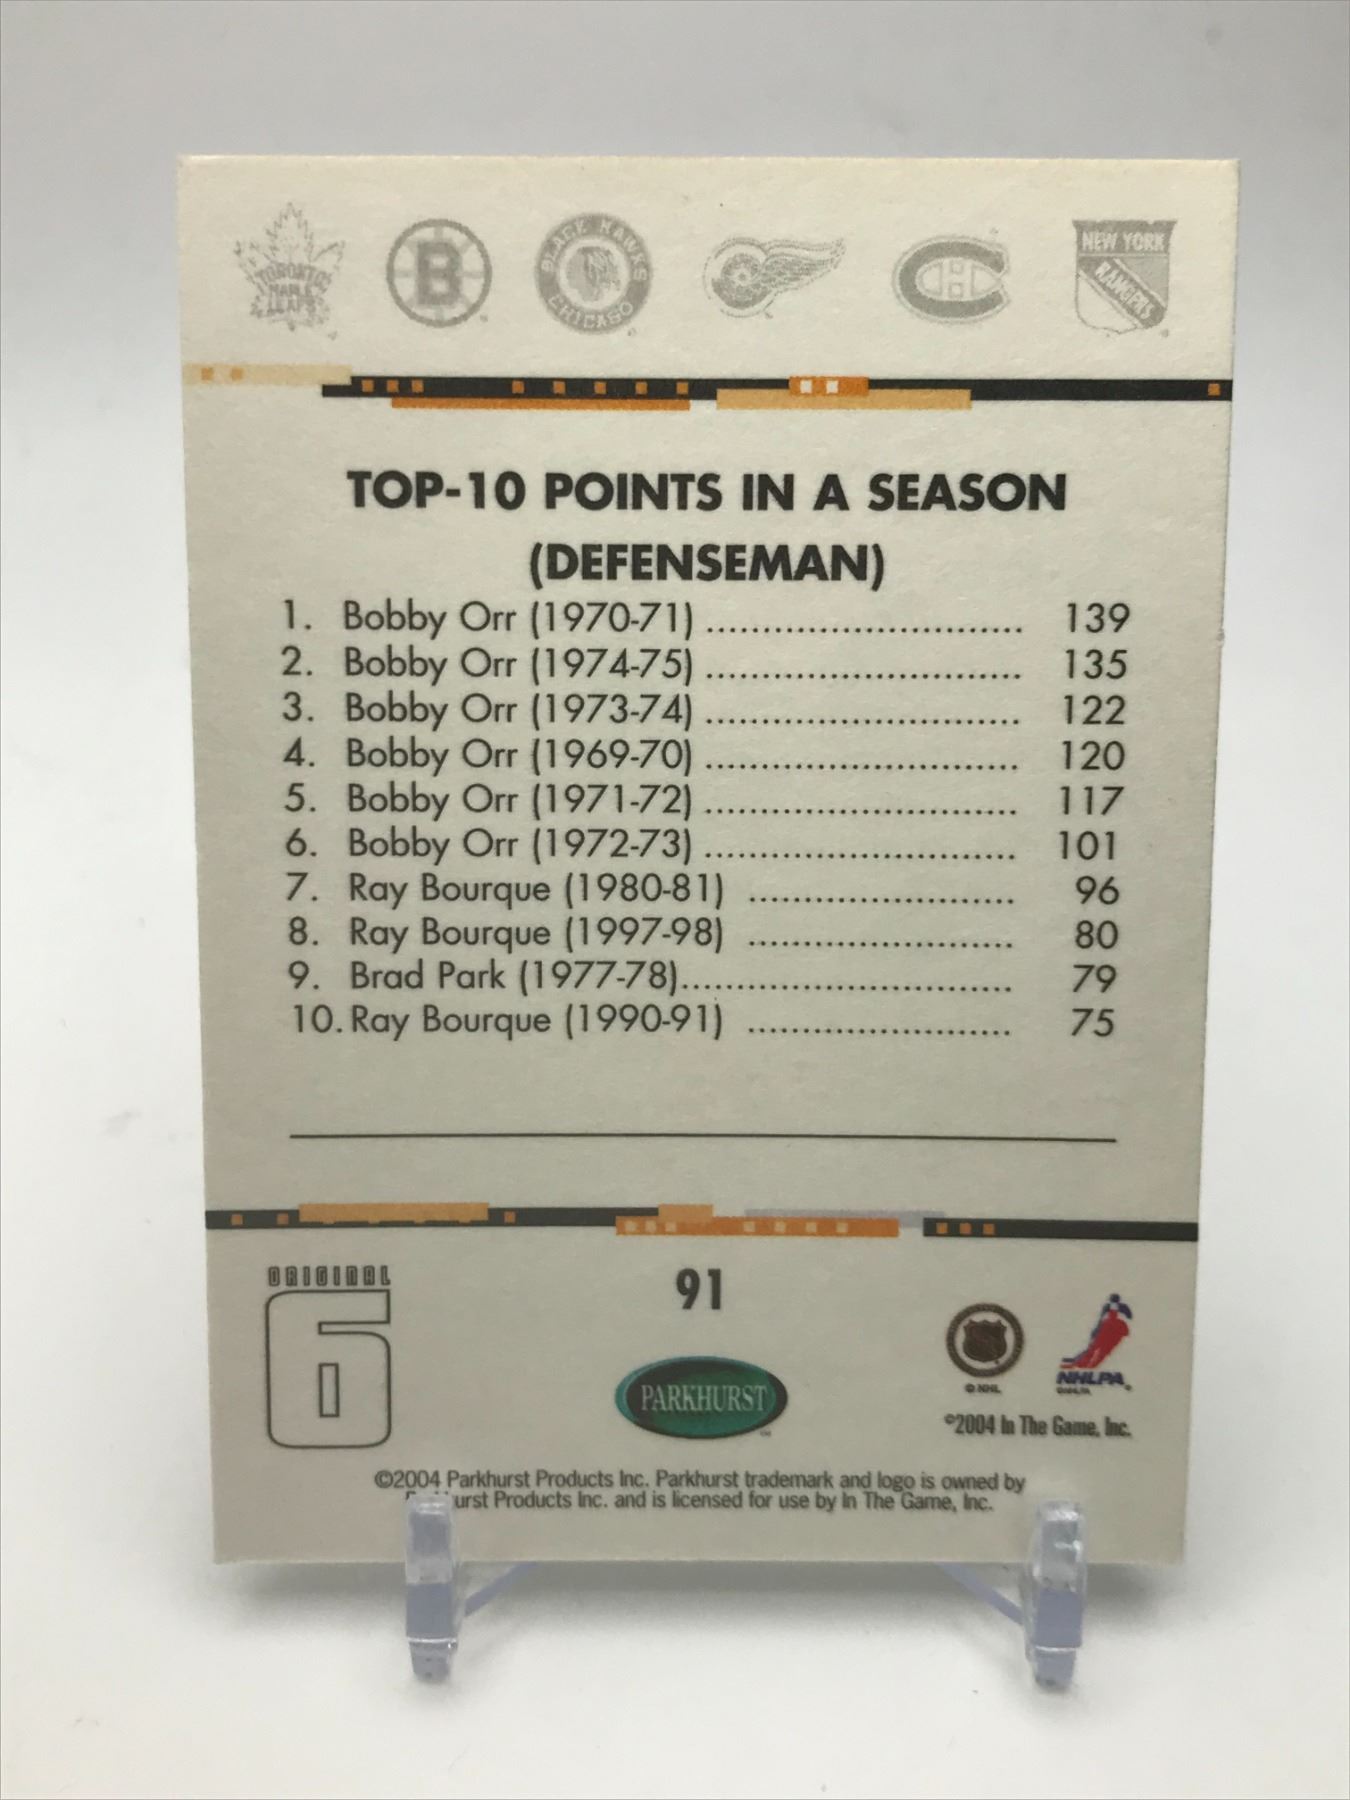 TORONTO MAPLE LEAFS
B
BLACK HAWKS CHICAGO
C H
NEW YORK RANGERS
TOP-10 POINTS IN A SEASON
(DEFENSEMAN)
1. Bobby Orr (1970-71) ............................ 139
2. Bobby Orr (1974-75) ............................ 135
3. Bobby Orr (1973-74) ............................ 122
4. Bobby Orr (1969-70) ............................ 120
5. Bobby Orr (1971-72) ............................ 117
6. Bobby Orr (1972-73) ............................ 101
7. Ray Bourque (1980-81) ........................ 96
8. Ray Bourque (1997-98) ........................ 80
9. Brad Park (1977-78).............................. 79
10. Ray Bourque (1990-91) ........................ 75
ORIGINAL
6
91
PARKHURST™
© NHL
NHLPA
©2004 In The Game, Inc.
©2004 Parkhurst Products Inc. Parkhurst trademark and logo is owned by
Parkhurst Products Inc. and is licensed for use by In The Game, Inc.